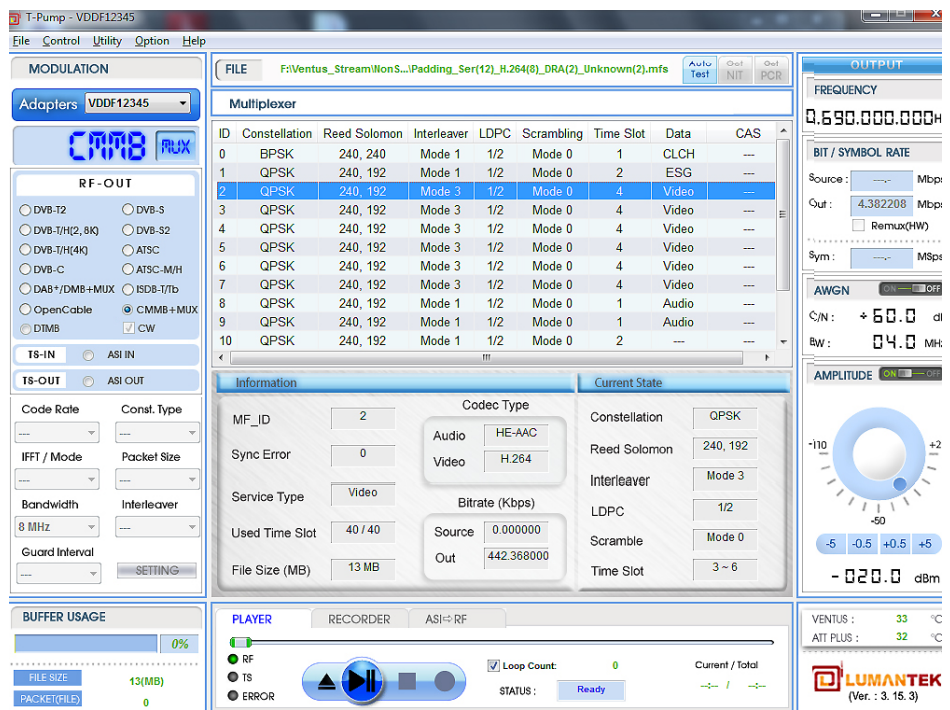 T-Pump - VDDF12345
File Control Utility Option Help
MODULATION
Adapters VDDF12345
CMMB MUX
RF-OUT
DVB-T2 DVB-S
DVB-T/H(2, 8K) DVB-S2
DVB-T/H(4K) ATSC
DVB-C ATSC-M/H
DAB+/DMB+MUX ISDB-T/Tb
OpenCable CMMB+MUX
DTMB CW
TS-IN ASI IN
TS-OUT ASI OUT
Code Rate Const. Type
--- ---
IFFT / Mode Packet Size
--- ---
Bandwidth Interleaver
8 MHz ---
Guard Interval
--- SETTING
BUFFER USAGE
0%
FILE SIZE 13(MB)
PACKET(FILE) 0
FILE F:\Ventus_Stream\NonS...\Padding_Ser(12)_H.264(8)_DRA(2)_Unknown(2).mfs
Auto Test Got NIT Got PCR
Multiplexer
ID Constellation Reed Solomon Interleaver LDPC Scrambling Time Slot Data CAS
0 BPSK 240, 240 Mode 1 1/2 Mode 0 1 CLCH ---
1 QPSK 240, 192 Mode 1 1/2 Mode 0 2 ESG ---
2 QPSK 240, 192 Mode 3 1/2 Mode 0 4 Video ---
3 QPSK 240, 192 Mode 3 1/2 Mode 0 4 Video ---
4 QPSK 240, 192 Mode 3 1/2 Mode 0 4 Video ---
5 QPSK 240, 192 Mode 3 1/2 Mode 0 4 Video ---
6 QPSK 240, 192 Mode 3 1/2 Mode 0 4 Video ---
7 QPSK 240, 192 Mode 3 1/2 Mode 0 4 Video ---
8 QPSK 240, 192 Mode 1 1/2 Mode 0 1 Audio ---
9 QPSK 240, 192 Mode 1 1/2 Mode 0 1 Audio ---
10 QPSK 240, 192 Mode 1 1/2 Mode 0 2 --- ---
Information
MF_ID 2
Sync Error 0
Service Type Video
Used Time Slot 40 / 40
File Size (MB) 13 MB
Codec Type
Audio HE-AAC
Video H.264
Bitrate (Kbps)
Source 0.000000
Out 442.368000
Current State
Constellation QPSK
Reed Solomon 240, 192
Interleaver Mode 3
LDPC 1/2
Scramble Mode 0
Time Slot 3 ~ 6
PLAYER RECORDER ASI⇨RF
RF
TS
ERROR
Loop Count: 0
STATUS : Ready
Current / Total
--:-- / --:--
OUTPUT
FREQUENCY
0.690.000.000H
BIT / SYMBOL RATE
Source : ---.- Mbps
Out : 4.382208 Mbps
Remux(HW)
Sym : ---.- MSps
AWGN ON OFF
C/N : +60.0 dB
BW : 04.0 MHz
AMPLITUDE ON OFF
-110 +2
-50
-5 -0.5 +0.5 +5
-020.0 dBm
VENTUS : 33 °C
ATT PLUS : 32 °C
LUMANTEK
(Ver. : 3. 15. 3)